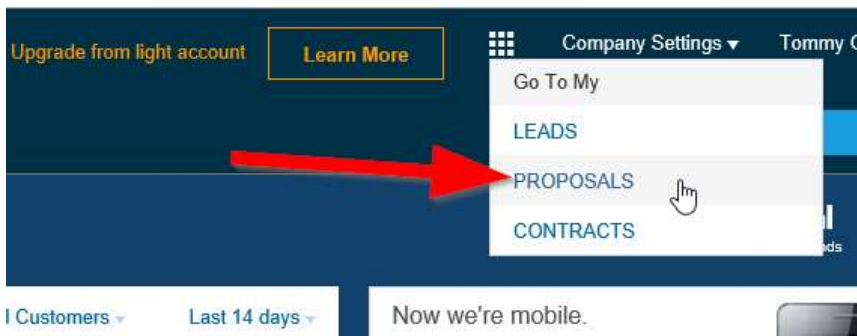 Upgrade from light account
Learn More
Company Settings
Tommy
Go To My
LEADS
PROPOSALS
CONTRACTS
Customers
Last 14 days
Now we're mobile.